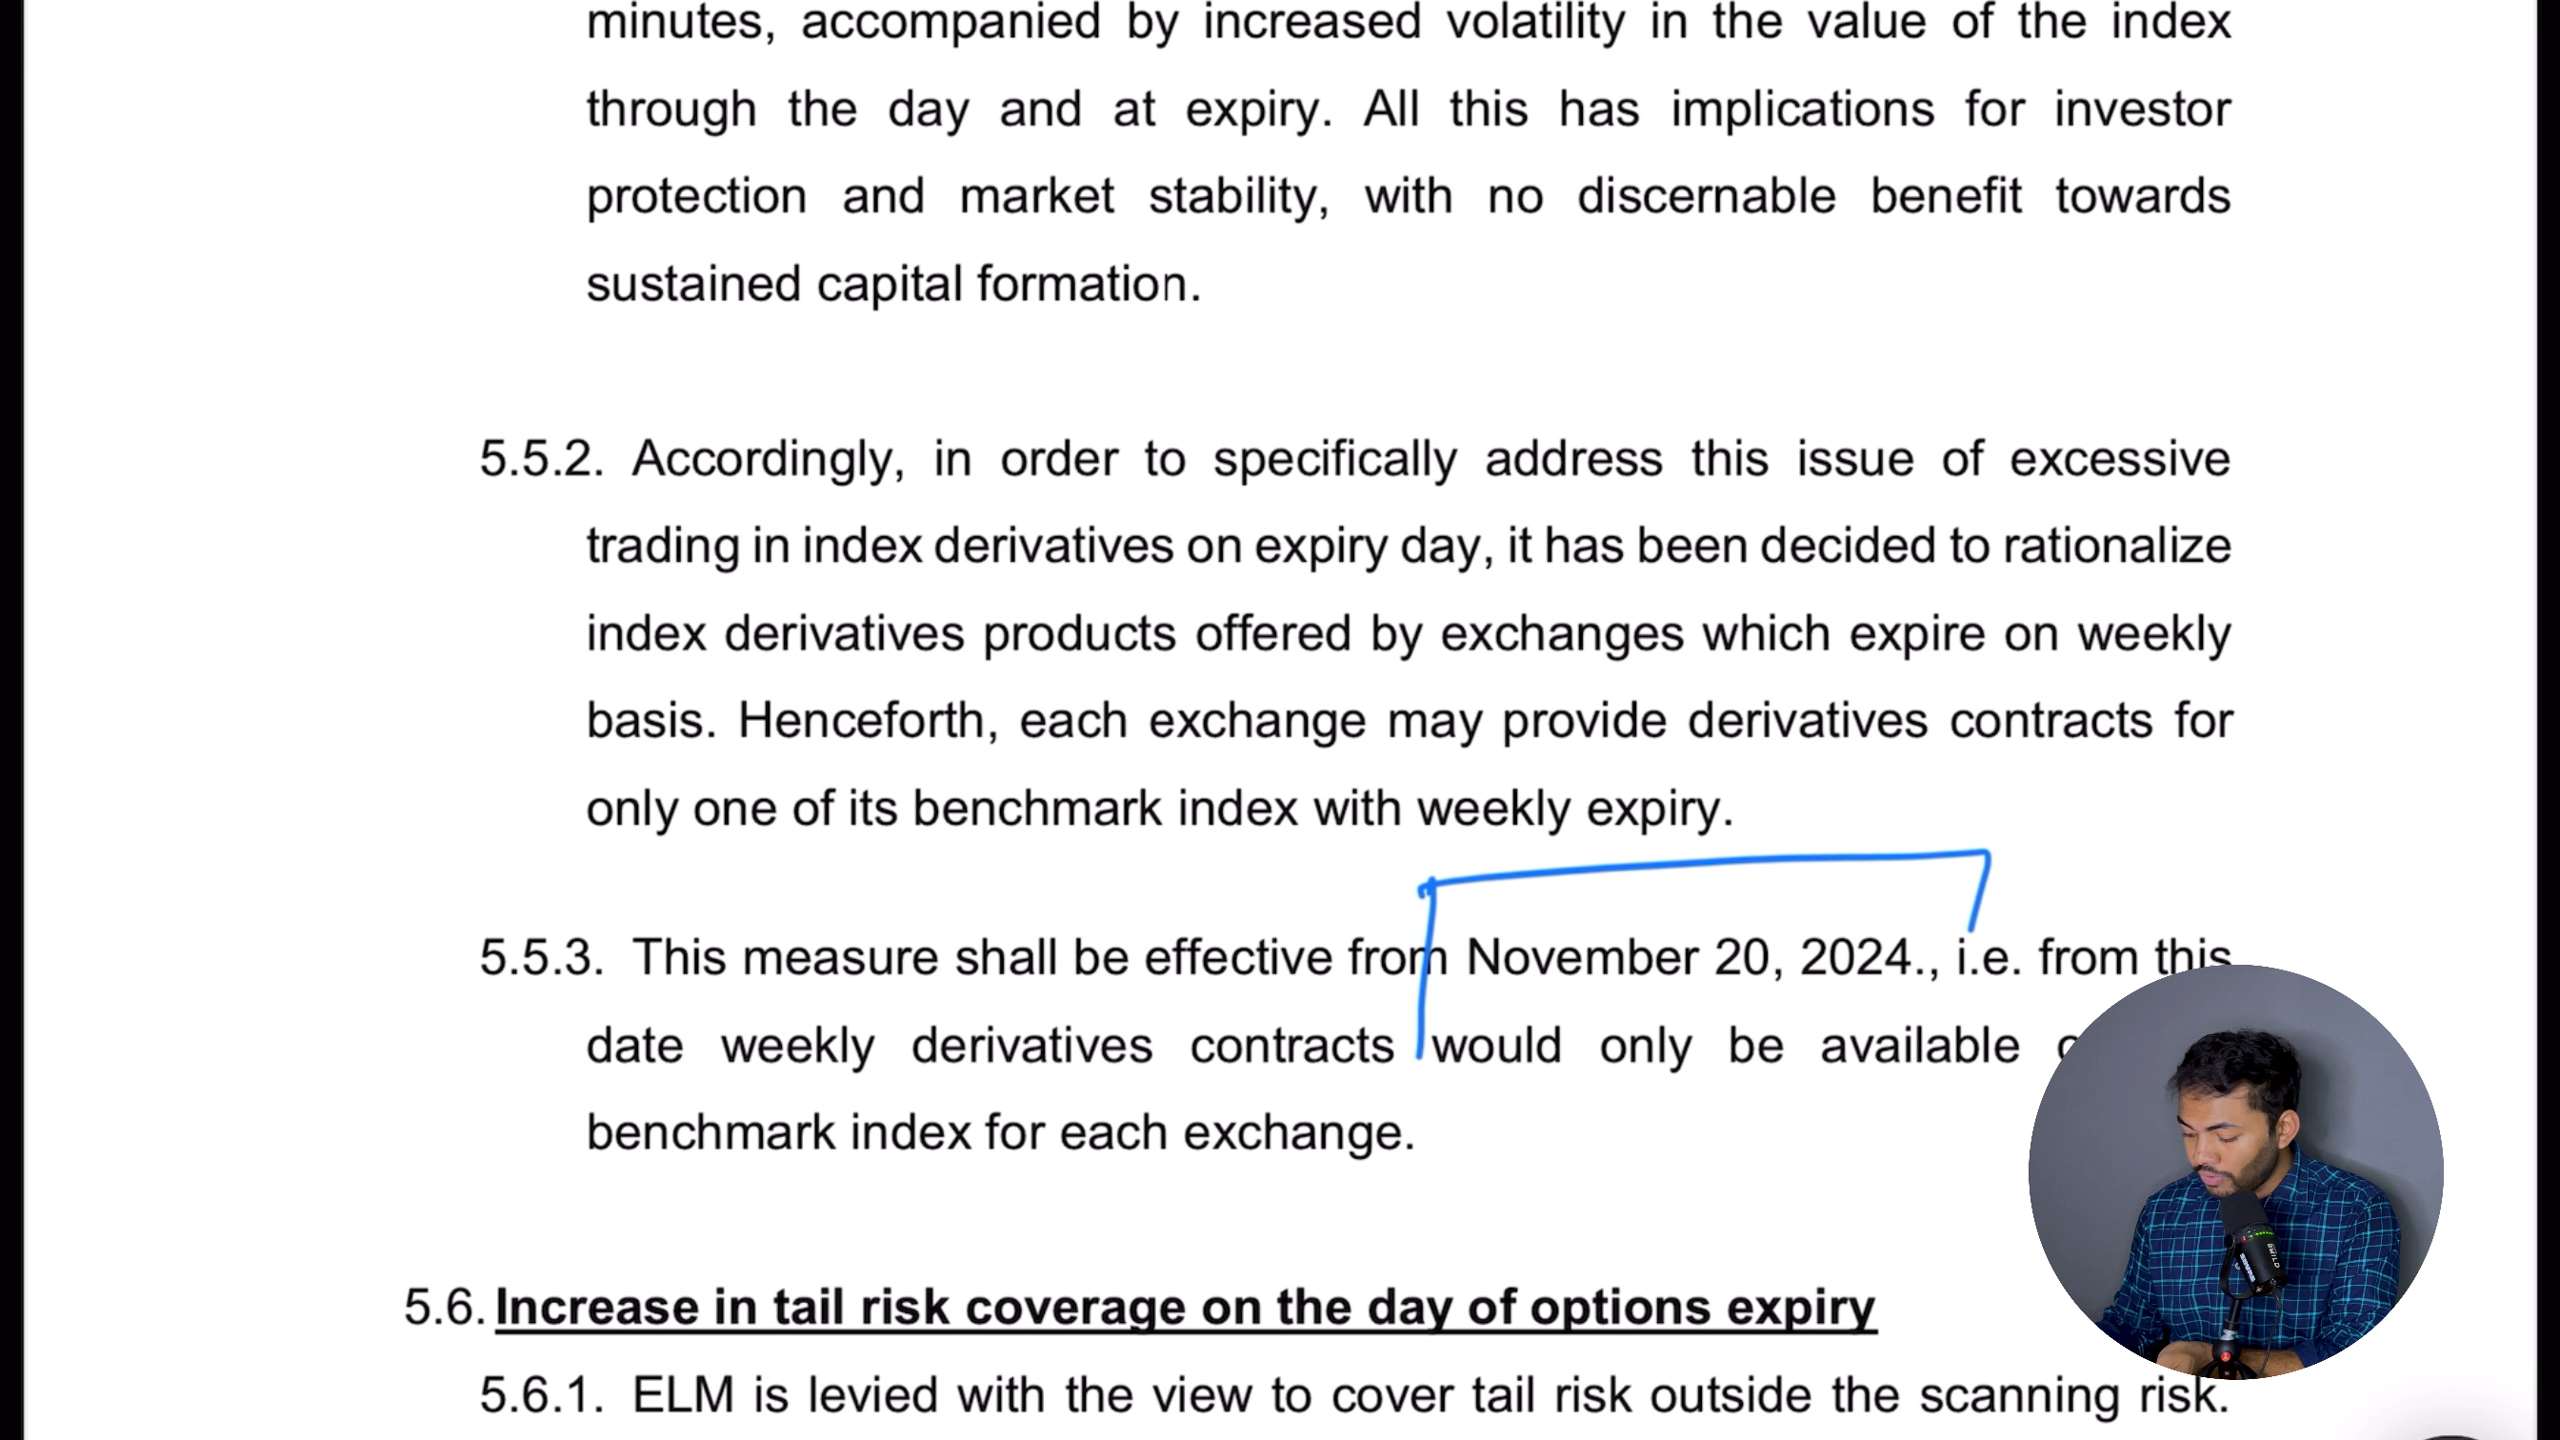 minutes, accompanied by increased volatility in the value of the index
through the day and at expiry. All this has implications for investor
protection and market stability, with no discernable benefit towards
sustained capital formation.
5.5.2. Accordingly, in order to specifically address this issue of excessive
trading in index derivatives on expiry day, it has been decided to rationalize
index derivatives products offered by exchanges which expire on weekly
basis. Henceforth, each exchange may provide derivatives contracts for
only one of its benchmark index with weekly expiry.
5.5.3. This measure shall be effective from November 20, 2024., i.e. from this
date weekly derivatives contracts would only be available
benchmark index for each exchange.
5.6. Increase in tail risk coverage on the day of options expiry
5.6.1. ELM is levied with the view to cover tail risk outside the scanning risk.